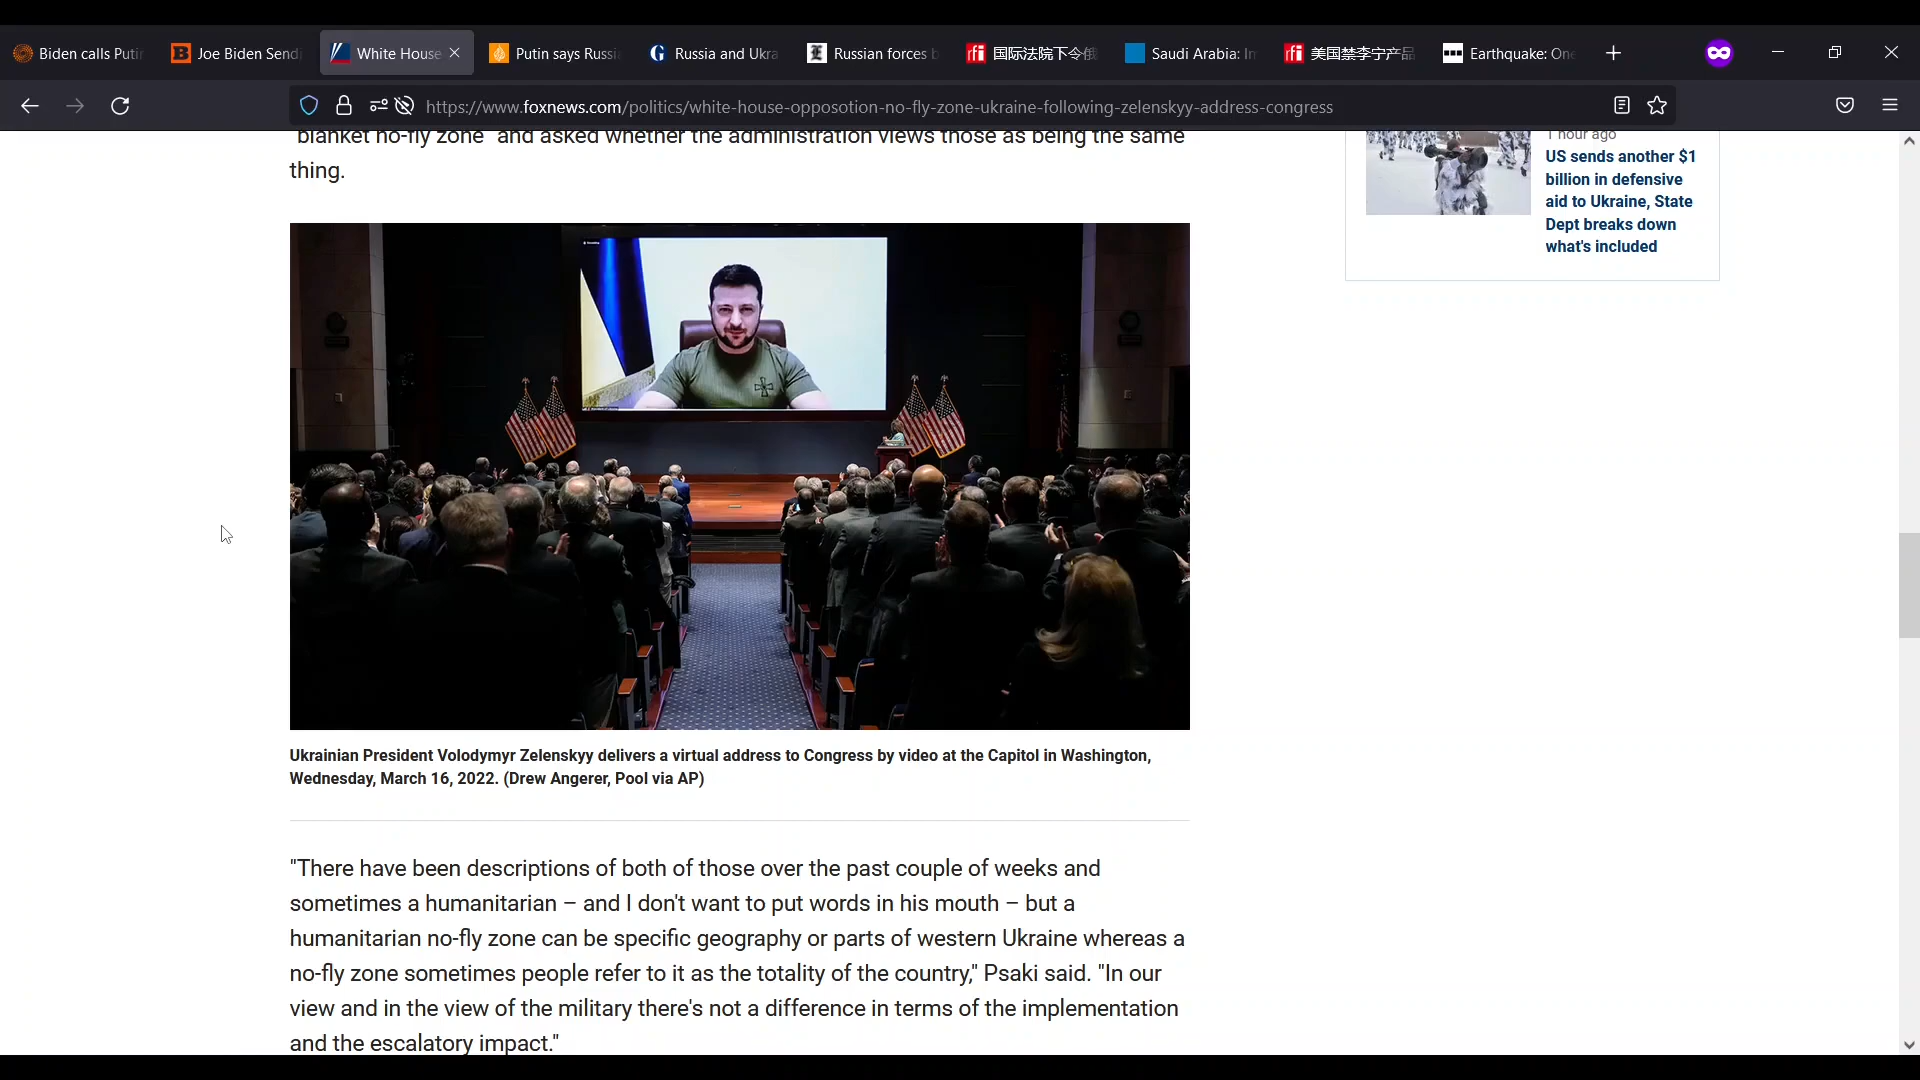 Biden calls Putin
Joe Biden Sendi
White House
Putin says Russia
Russia and Ukra
Russian forces b
国际法院下令俄
Saudi Arabia: In
美国禁李宁产品
Earthquake: One
https://www.foxnews.com/politics/white-house-opposotion-no-fly-zone-ukraine-following-zelenskyy-address-congress
"blanket no-fly zone" and asked whether the administration views those as being the same
thing.
1 hour ago
US sends another $1
billion in defensive
aid to Ukraine, State
Dept breaks down
what's included
Ukrainian President Volodymyr Zelenskyy delivers a virtual address to Congress by video at the Capitol in Washington,
Wednesday, March 16, 2022. (Drew Angerer, Pool via AP)
"There have been descriptions of both of those over the past couple of weeks and
sometimes a humanitarian – and I don't want to put words in his mouth – but a
humanitarian no-fly zone can be specific geography or parts of western Ukraine whereas a
no-fly zone sometimes people refer to it as the totality of the country," Psaki said. "In our
view and in the view of the military there's not a difference in terms of the implementation
and the escalatory impact."